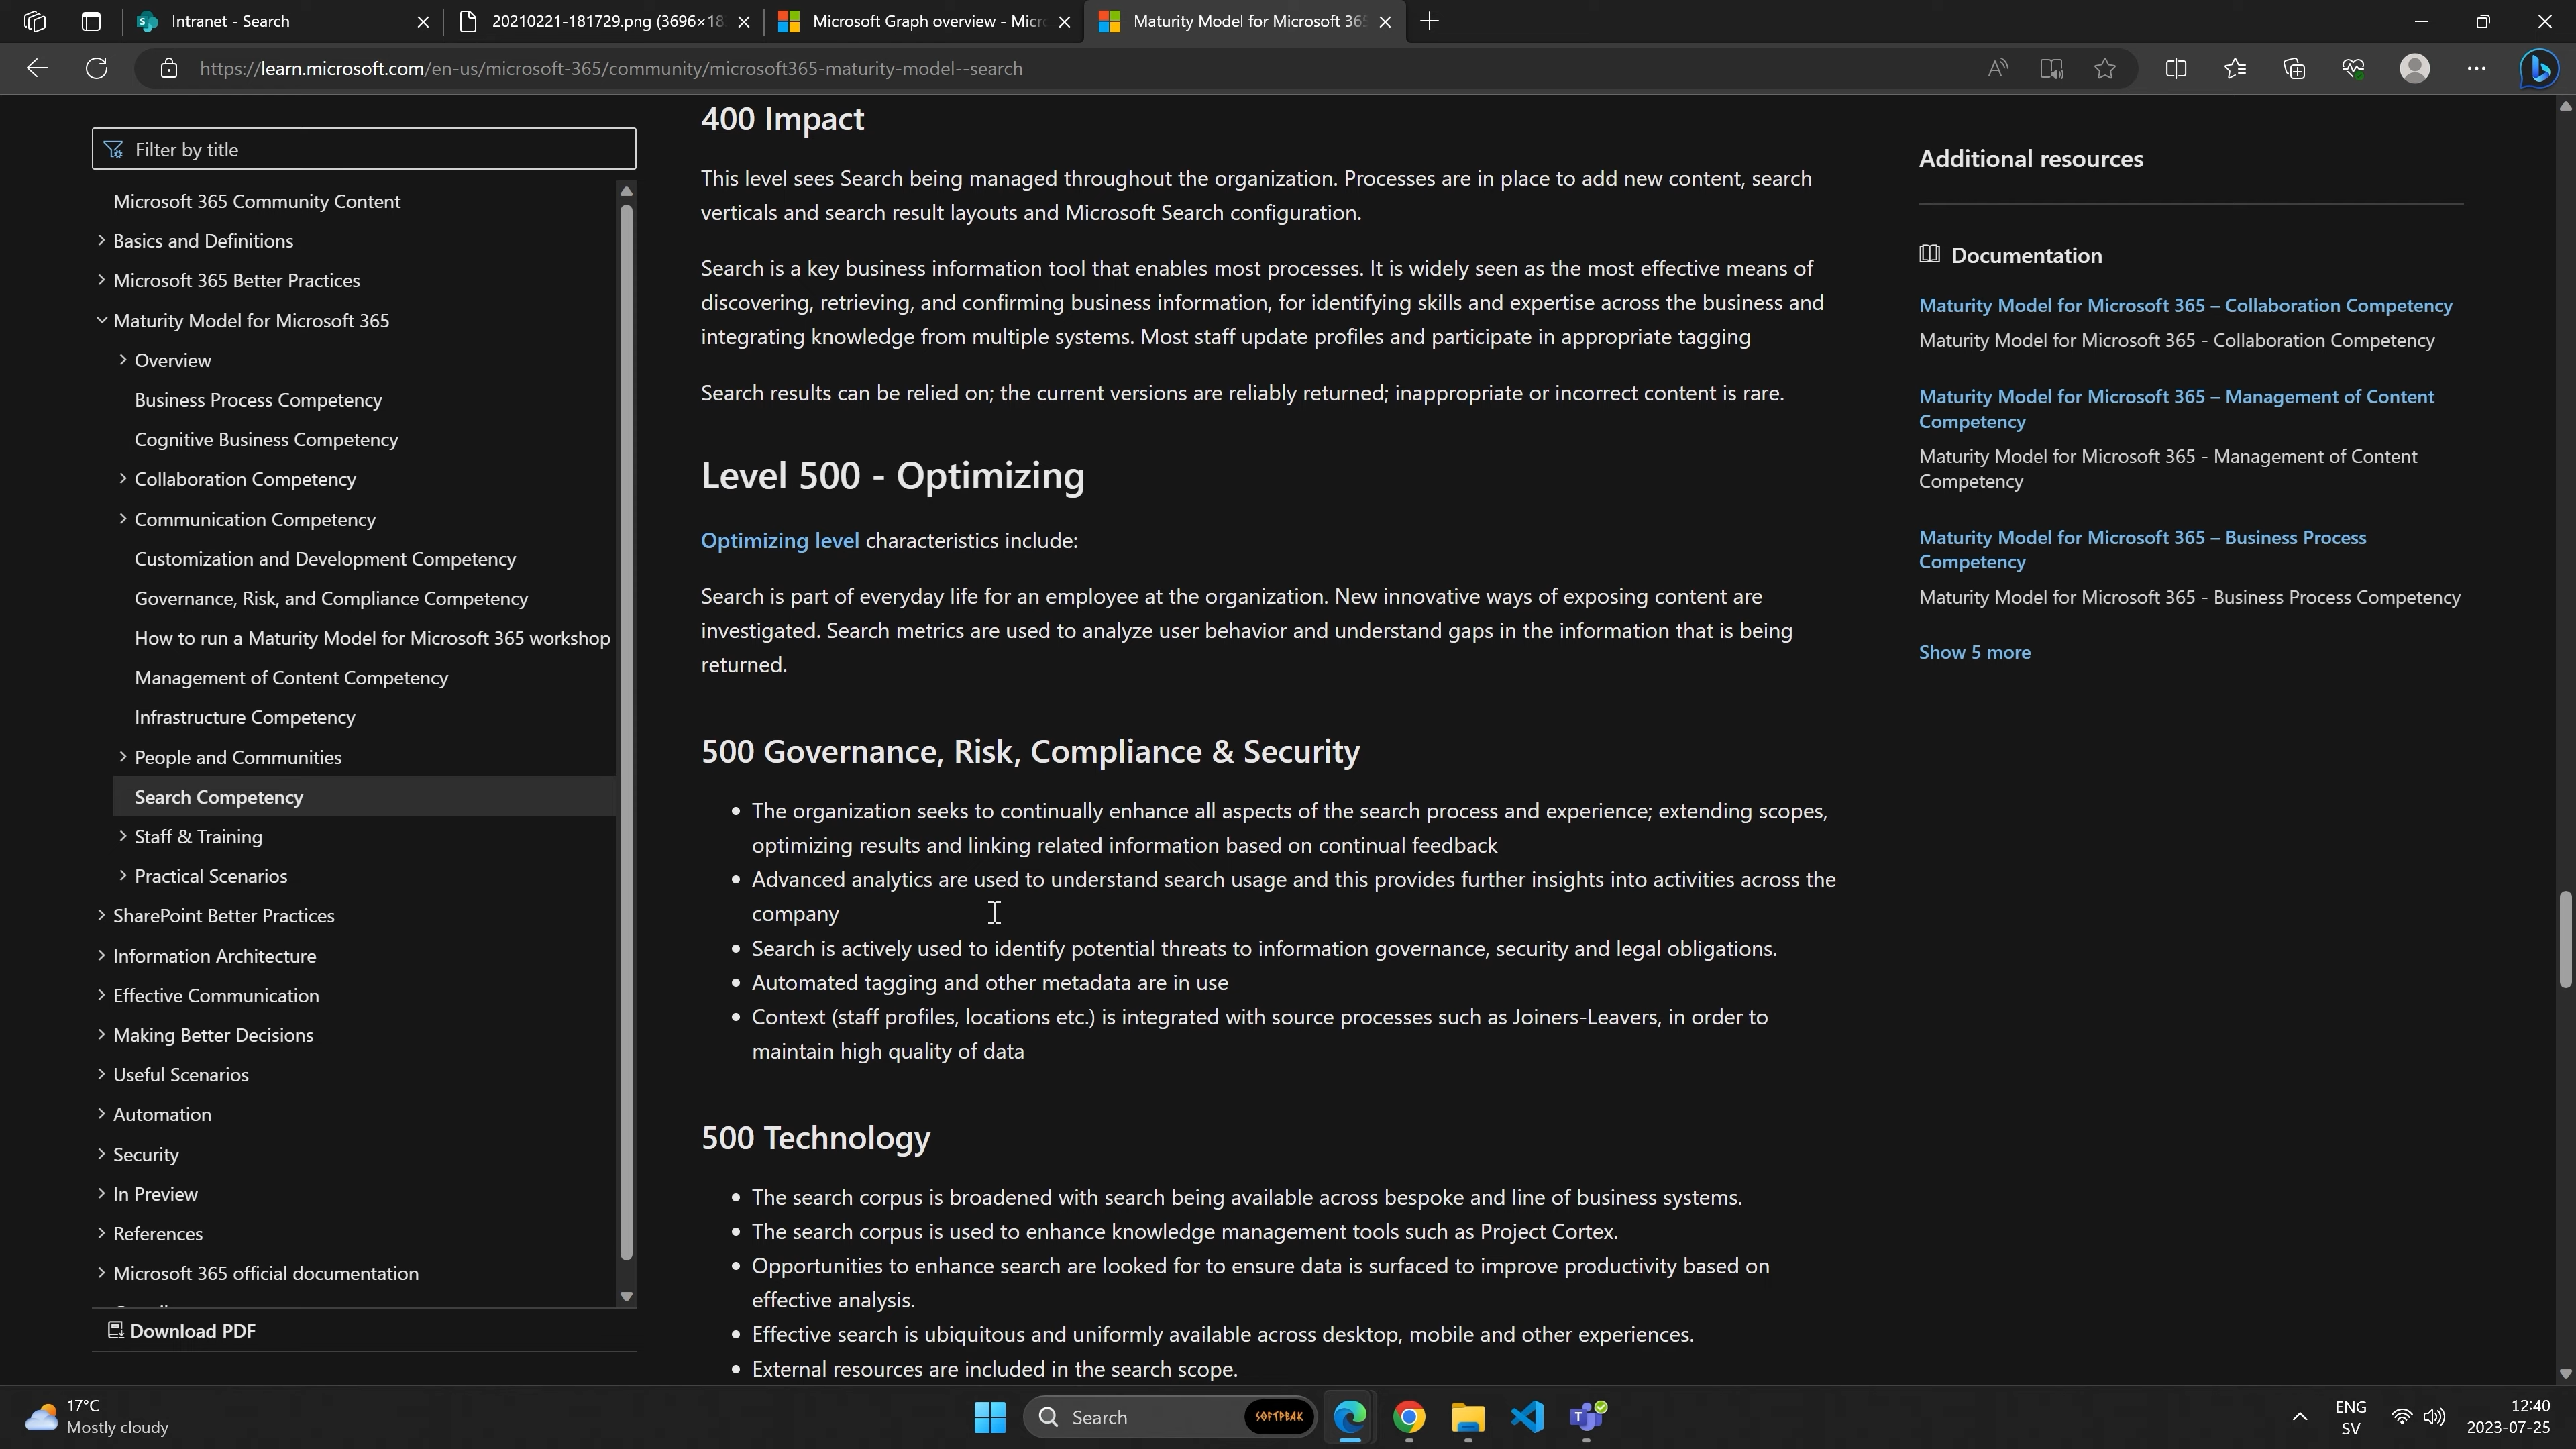 Intranet - Search
20210221-181729.png (3696×18
Microsoft Graph overview - Micro
Maturity Model for Microsoft 365
https://learn.microsoft.com/en-us/microsoft-365/community/microsoft365-maturity-model--search
Filter by title
Microsoft 365 Community Content
Basics and Definitions
Microsoft 365 Better Practices
Maturity Model for Microsoft 365
Overview
Business Process Competency
Cognitive Business Competency
Collaboration Competency
Communication Competency
Customization and Development Competency
Governance, Risk, and Compliance Competency
How to run a Maturity Model for Microsoft 365 workshop
Management of Content Competency
Infrastructure Competency
People and Communities
Search Competency
Staff & Training
Practical Scenarios
SharePoint Better Practices
Information Architecture
Effective Communication
Making Better Decisions
Useful Scenarios
Automation
Security
In Preview
References
Microsoft 365 official documentation
Download PDF
400 Impact
This level sees Search being managed throughout the organization. Processes are in place to add new content, search
verticals and search result layouts and Microsoft Search configuration.
Search is a key business information tool that enables most processes. It is widely seen as the most effective means of
discovering, retrieving, and confirming business information, for identifying skills and expertise across the business and
integrating knowledge from multiple systems. Most staff update profiles and participate in appropriate tagging
Search results can be relied on; the current versions are reliably returned; inappropriate or incorrect content is rare.
Level 500 - Optimizing
Optimizing level characteristics include:
Search is part of everyday life for an employee at the organization. New innovative ways of exposing content are
investigated. Search metrics are used to analyze user behavior and understand gaps in the information that is being
returned.
500 Governance, Risk, Compliance & Security
• The organization seeks to continually enhance all aspects of the search process and experience; extending scopes,
optimizing results and linking related information based on continual feedback
• Advanced analytics are used to understand search usage and this provides further insights into activities across the
company
• Search is actively used to identify potential threats to information governance, security and legal obligations.
• Automated tagging and other metadata are in use
• Context (staff profiles, locations etc.) is integrated with source processes such as Joiners-Leavers, in order to
maintain high quality of data
500 Technology
• The search corpus is broadened with search being available across bespoke and line of business systems.
• The search corpus is used to enhance knowledge management tools such as Project Cortex.
• Opportunities to enhance search are looked for to ensure data is surfaced to improve productivity based on
effective analysis.
• Effective search is ubiquitous and uniformly available across desktop, mobile and other experiences.
• External resources are included in the search scope.
Additional resources
Documentation
Maturity Model for Microsoft 365 – Collaboration Competency
Maturity Model for Microsoft 365 - Collaboration Competency
Maturity Model for Microsoft 365 – Management of Content
Competency
Maturity Model for Microsoft 365 - Management of Content
Competency
Maturity Model for Microsoft 365 – Business Process
Competency
Maturity Model for Microsoft 365 - Business Process Competency
Show 5 more
17°C
Mostly cloudy
Search
SOFTPEAK
ENG
SV
12:40
2023-07-25